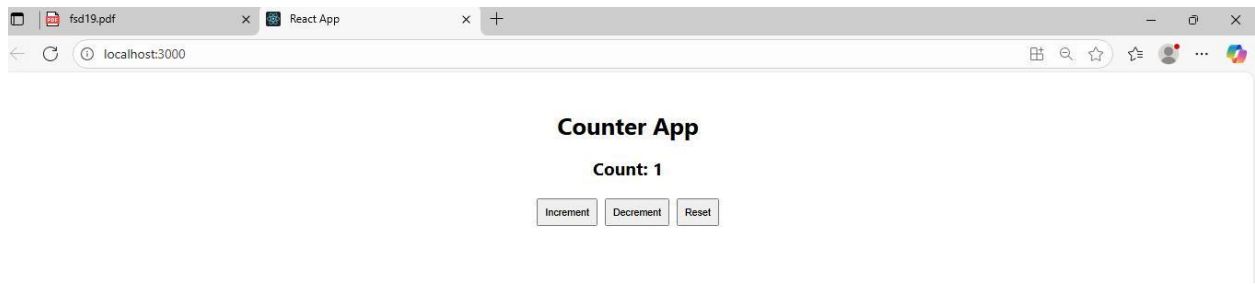 fsd19.pdf React App
localhost:3000
Counter App
Count: 1
Increment Decrement Reset